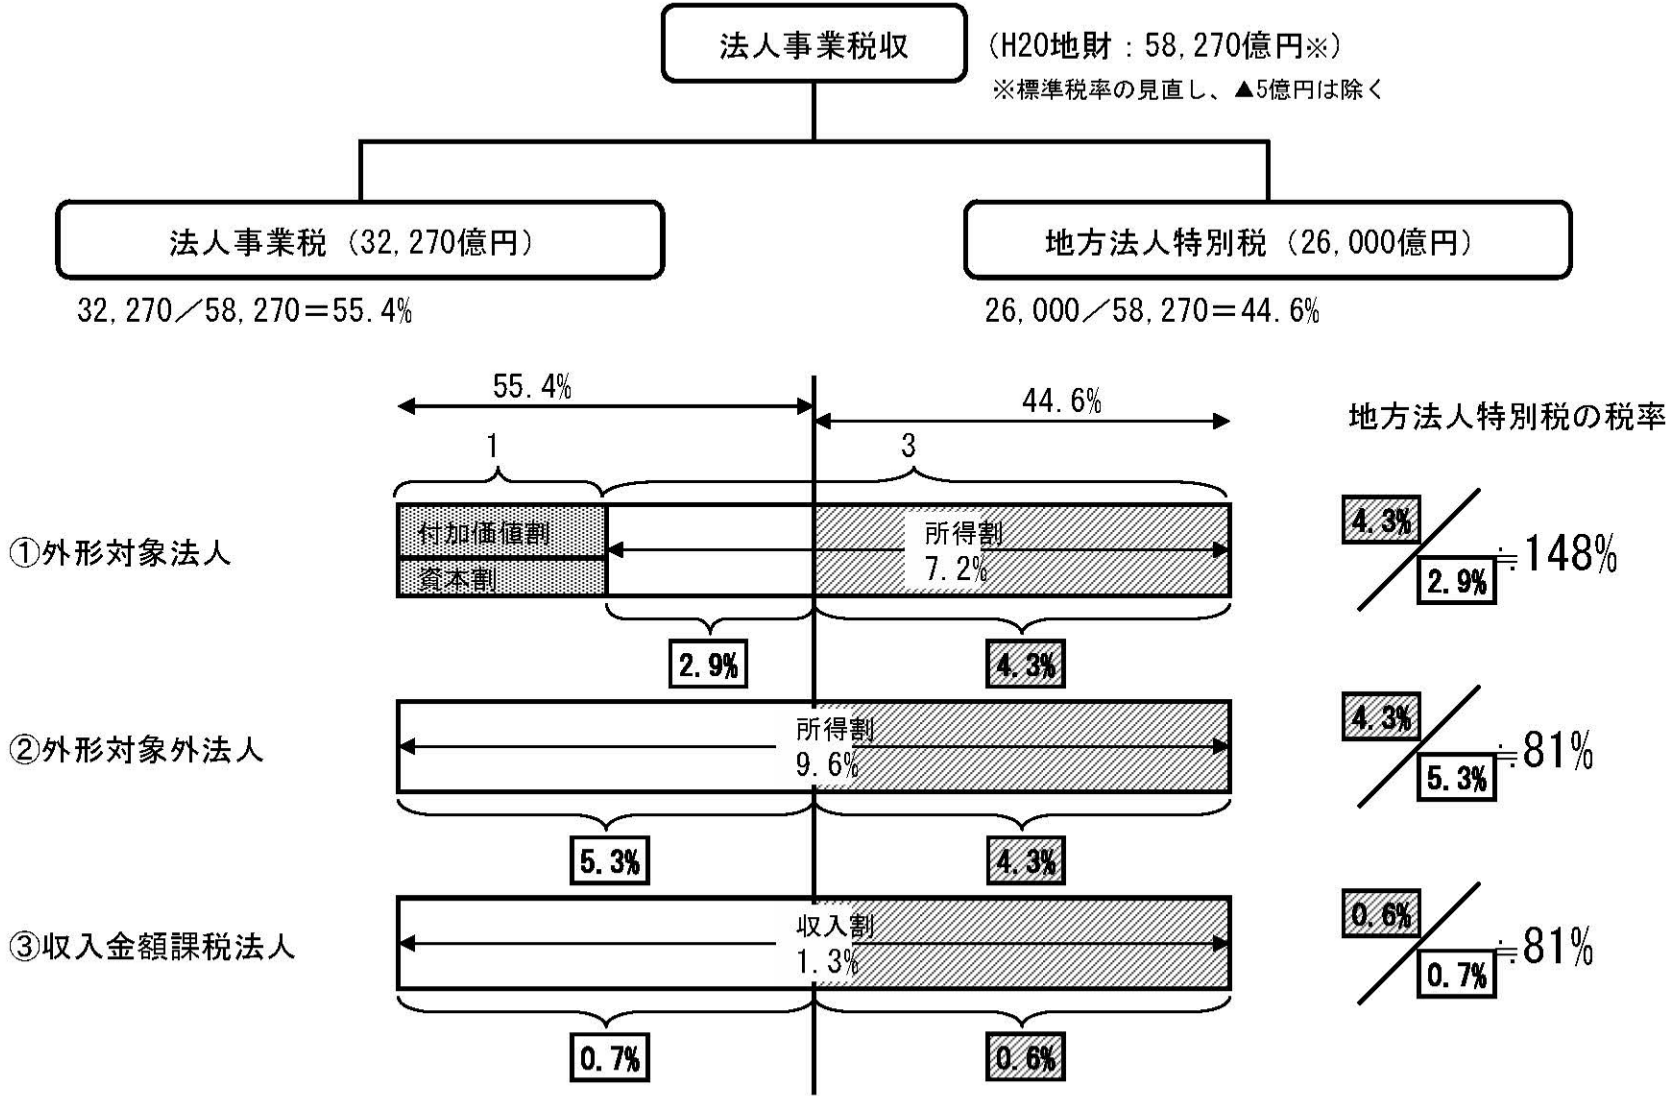 法人事業税収
(H20地財：58,270億円※)
※標準税率の見直し、▲5億円は除く
法人事業税（32,270億円）
地方法人特別税（26,000億円）
32,270／58,270＝55.4%
26,000／58,270＝44.6%
55.4%
44.6%
地方法人特別税の税率
1
3
①外形対象法人
付加価値割
資本割
所得割
7.2%
4.3%
2.9%
≒148%
2.9%
4.3%
②外形対象外法人
所得割
9.6%
4.3%
5.3%
≒81%
5.3%
4.3%
③収入金額課税法人
収入割
1.3%
0.6%
0.7%
≒81%
0.7%
0.6%